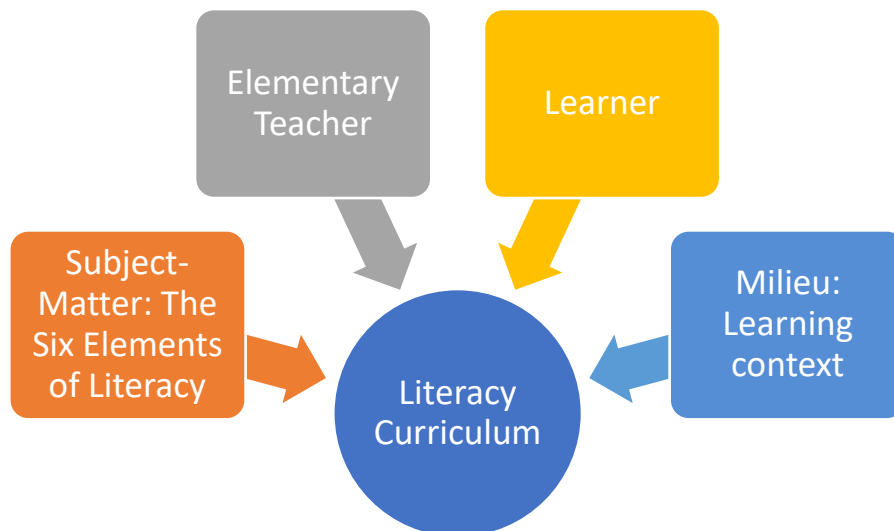 Elementary
Teacher
Learner
Subject-
Matter: The
Six Elements
of Literacy
Milieu:
Learning
context
Literacy
Curriculum